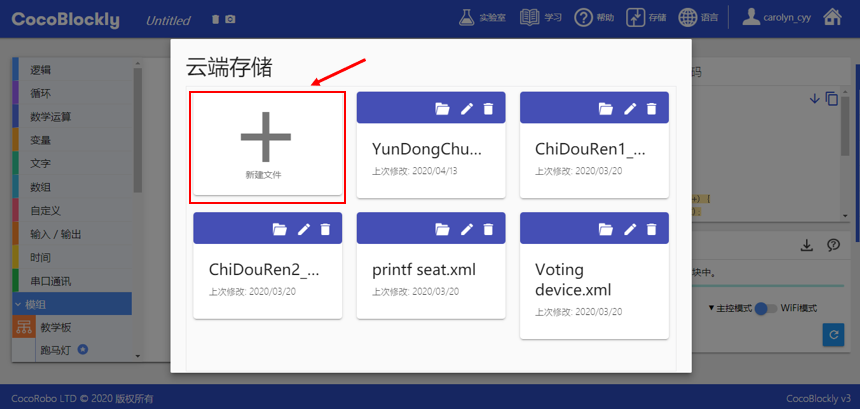 CocoBlockly
Untitled
实验室
学习
帮助
存储
语言
carolyn_cyy
云端存储
码
逻辑
循环
数学运算
变量
文字
数组
自定义
输入 / 输出
时间
串口通讯
模组
教学板
跑马灯
新建文件
YunDongChu...
上次修改: 2020/04/13
ChiDouRen1_...
上次修改: 2020/03/20
ChiDouRen2_...
上次修改: 2020/03/20
printf seat.xml
上次修改: 2020/03/20
Voting
device.xml
上次修改: 2020/03/20
+) {
)
块中。
▼主控模式
WiFi模式
CocoRobo LTD © 2020 版权所有
CocoBlockly v3